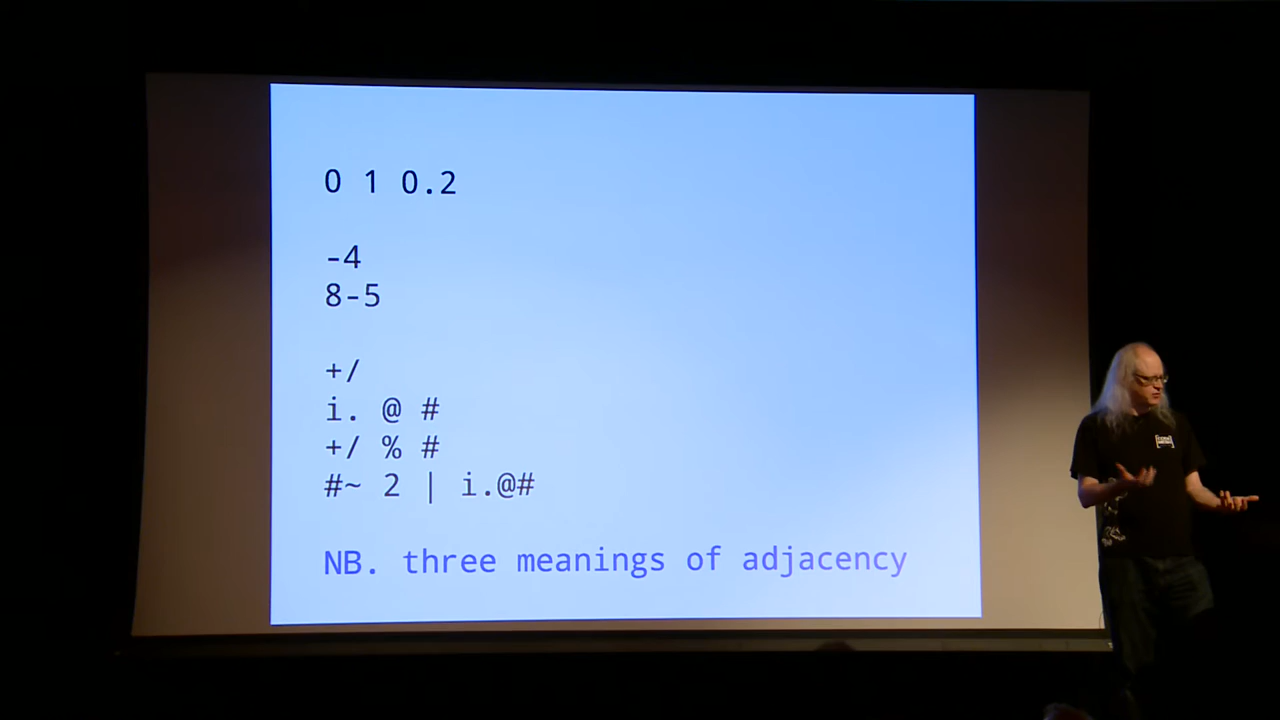 0 1 0.2
-4
8-5
+/
i. @ #
+/ % #
#~ 2 | i.@#
NB. three meanings of adjacency